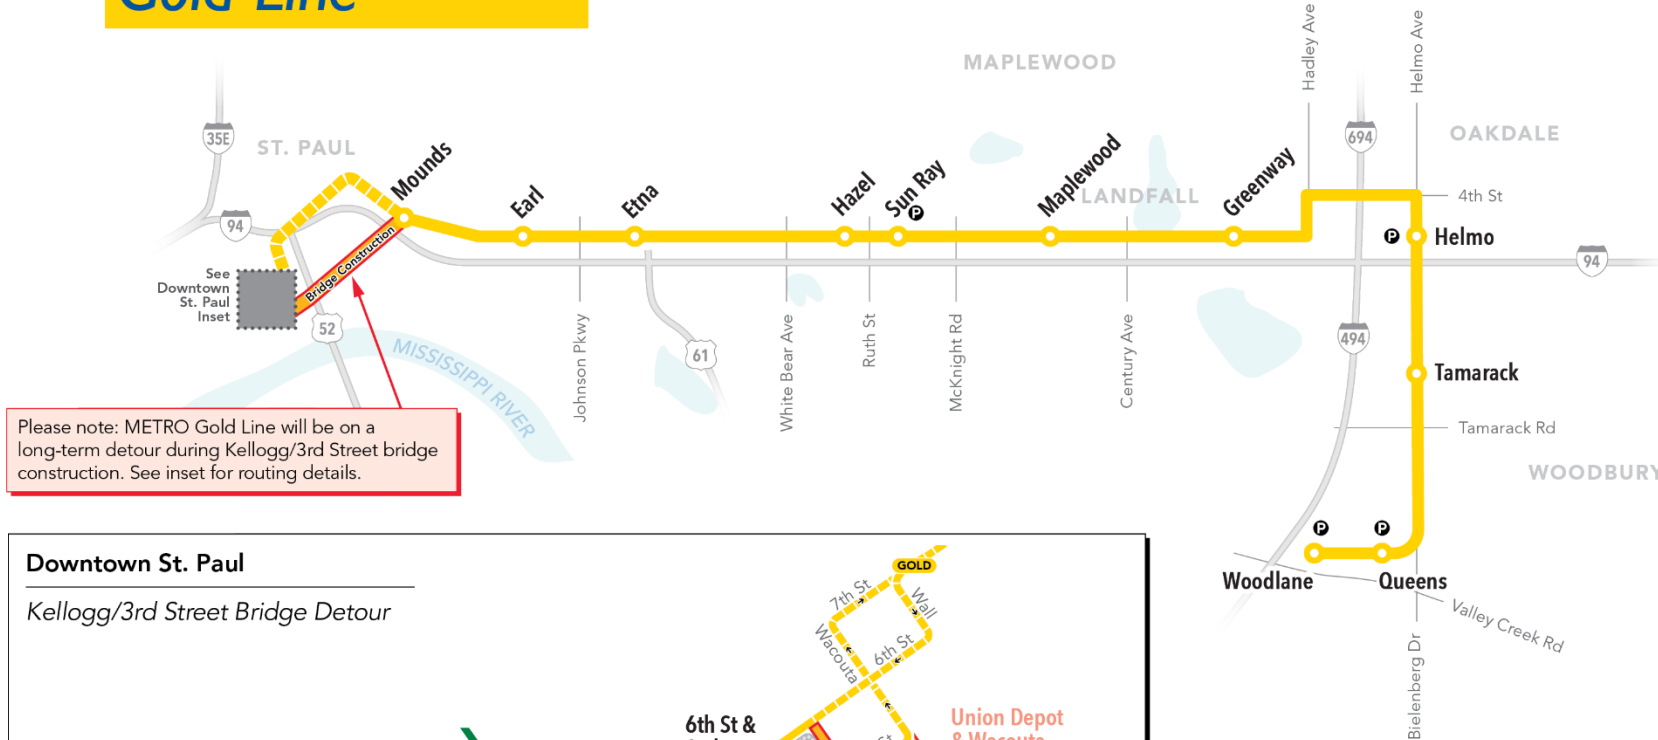 Gold Line
MAPLEWOOD
Hadley Ave
Helmo Ave
35E
ST. PAUL
694
OAKDALE
Mounds
Earl
Etna
Hazel
Sun Ray
P
Maplewood
LANDFALL
Greenway
4th St
94
P
Helmo
94
Bridge Construction
See
Downtown
St. Paul
Inset
52
MISSISSIPPI RIVER
Johnson Pkwy
61
White Bear Ave
Ruth St
McKnight Rd
Century Ave
494
Tamarack
Tamarack Rd
WOODBURY
Please note: METRO Gold Line will be on a
long-term detour during Kellogg/3rd Street bridge
construction. See inset for routing details.
P
P
Woodlane
Queens
Valley Creek Rd
Bielenberg Dr
Downtown St. Paul
Kellogg/3rd Street Bridge Detour
GOLD
7th St
Wall
Wacouta
6th St
6th St &
Union Depot
& Wacouta